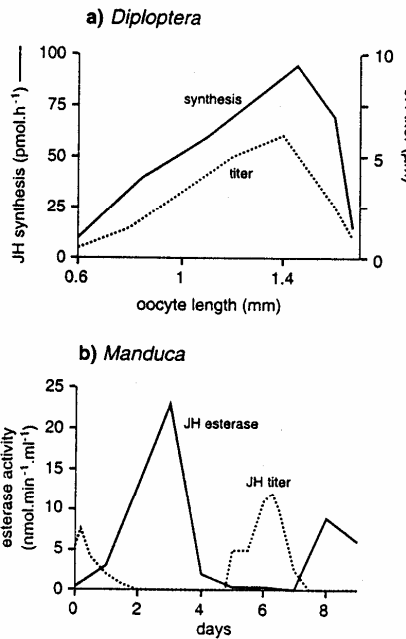 a) Diploptera
JH synthesis (pmol.h⁻¹)
100
75
50
25
0
10
5
0
synthesis
titer
0.6
1
1.4
oocyte length (mm)
b) Manduca
esterase activity
(nmol.min⁻¹.ml⁻¹)
25
20
15
10
5
0
JH esterase
JH titer
0
2
4
6
8
days